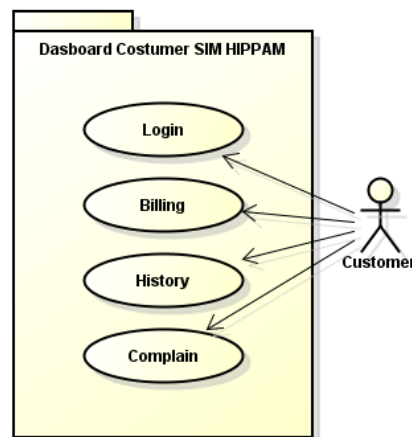 Dasboard Costumer SIM HIPPAM
Login
Billing
History
Complain
Customer